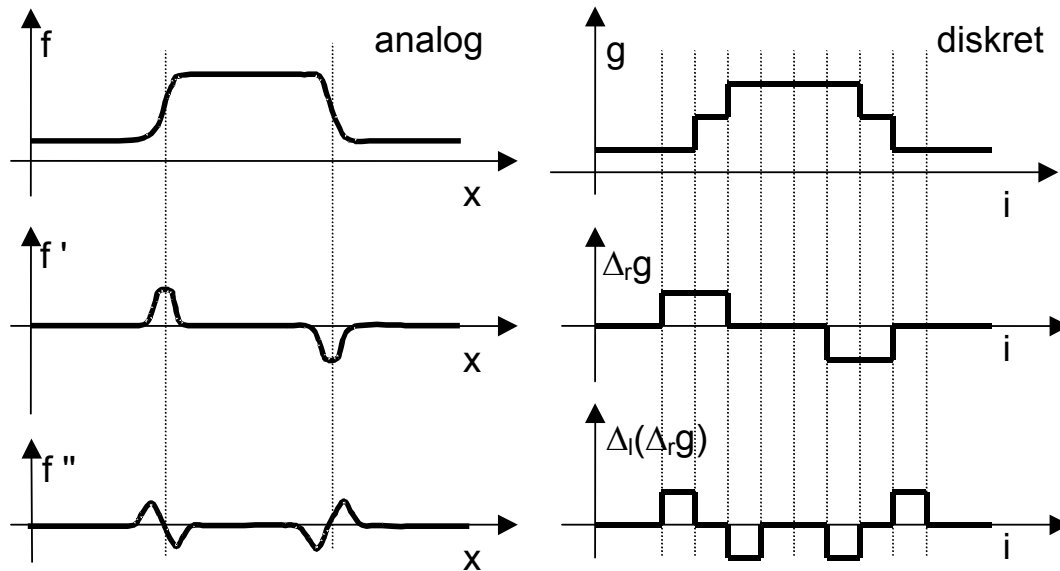 f
analog
x
f '
x
f "
x
g
diskret
i
Δrg
i
Δl(Δrg)
i